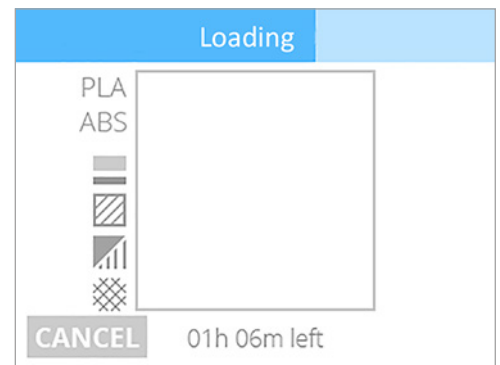 Loading
PLA
ABS
CANCEL
01h 06m left